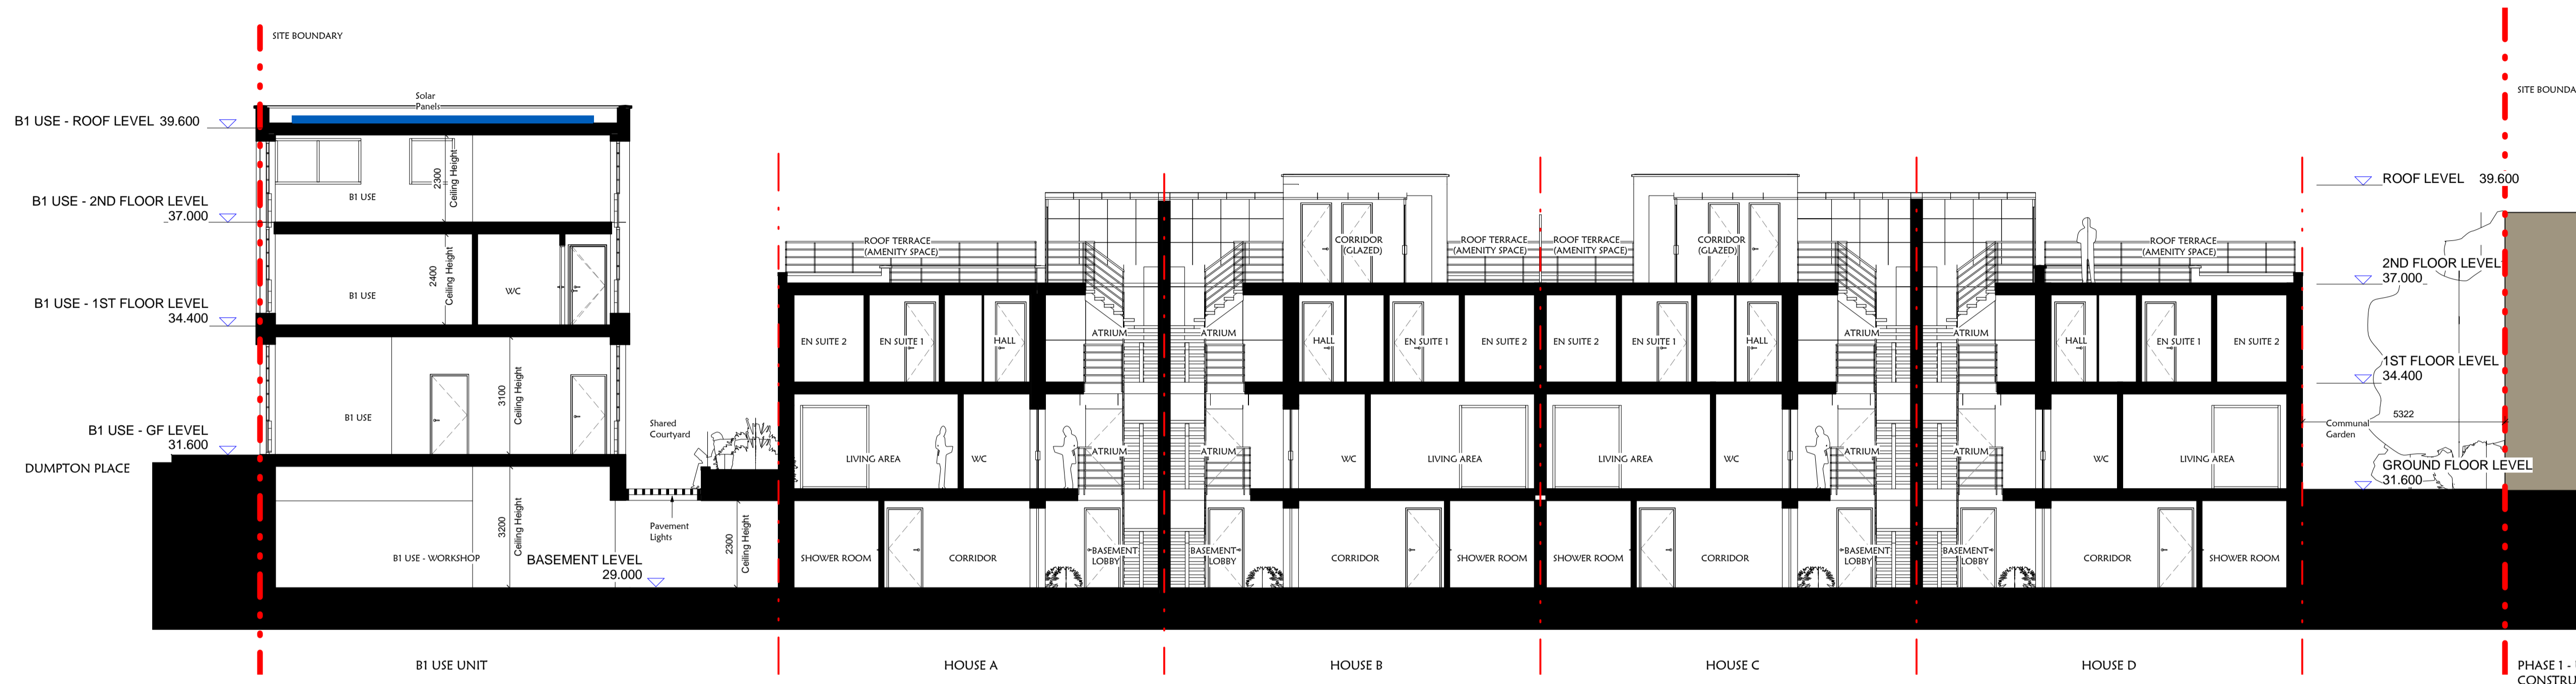 SITE BOUNDARY
Solar
Panels
B1 USE - ROOF LEVEL 39.600
SITE BOUNDA
B1 USE
2300
Ceiling Height
ROOF LEVEL 39.600
B1 USE - 2ND FLOOR LEVEL
37.000
ROOF TERRACE
(AMENITY SPACE)
CORRIDOR
(GLAZED)
ROOF TERRACE
(AMENITY SPACE)
ROOF TERRACE
(AMENITY SPACE)
CORRIDOR
(GLAZED)
ROOF TERRACE
(AMENITY SPACE)
2ND FLOOR LEVEL
37.000
B1 USE
2400
Ceiling Height
WC
B1 USE - 1ST FLOOR LEVEL
34.400
EN SUITE 2
EN SUITE 1
HALL
ATRIUM
ATRIUM
HALL
EN SUITE 1
EN SUITE 2
EN SUITE 2
EN SUITE 1
HALL
ATRIUM
ATRIUM
HALL
EN SUITE 1
EN SUITE 2
1ST FLOOR LEVEL
34.400
B1 USE
3100
Ceiling Height
Shared
Courtyard
5322
Communal
Garden
B1 USE - GF LEVEL
31.600
DUMPTON PLACE
LIVING AREA
WC
ATRIUM
ATRIUM
WC
LIVING AREA
LIVING AREA
WC
ATRIUM
ATRIUM
WC
LIVING AREA
GROUND FLOOR LEVEL
31.600
3200
Ceiling Height
Pavement
Lights
2300
Ceiling Height
B1 USE - WORKSHOP
BASEMENT LEVEL
29.000
SHOWER ROOM
CORRIDOR
BASEMENT
LOBBY
BASEMENT
LOBBY
CORRIDOR
SHOWER ROOM
SHOWER ROOM
CORRIDOR
BASEMENT
LOBBY
BASEMENT
LOBBY
CORRIDOR
SHOWER ROOM
B1 USE UNIT
HOUSE A
HOUSE B
HOUSE C
HOUSE D
PHASE 1 -
CONSTRU